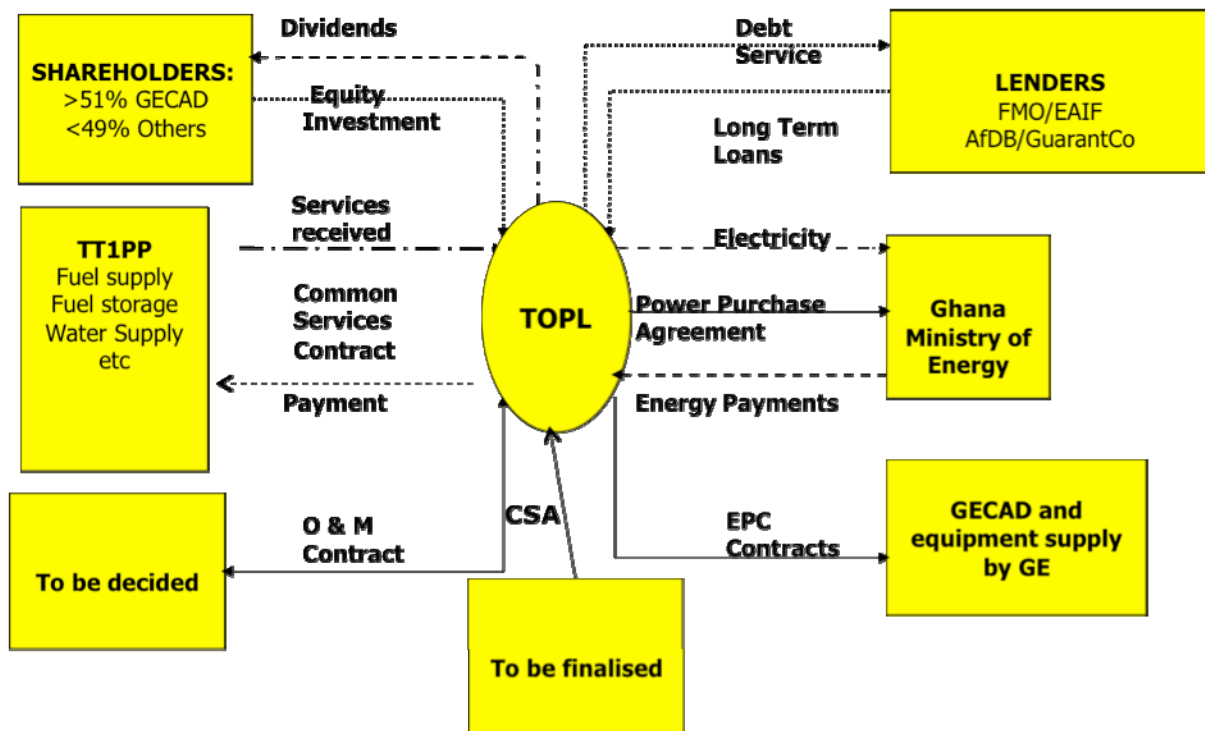 Dividends
SHAREHOLDERS:
>51% GECAD
<49% Others
Equity
Investment
Debt
Service
LENDERS
FMO/EAIF
AfDB/GuarantCo
Long Term
Loans
Services
received
TT1PP
Fuel supply
Fuel storage
Water Supply
etc
Common
Services
Contract
Payment
TOPL
Electricity
Power Purchase
Agreement
Energy Payments
Ghana
Ministry of
Energy
To be decided
O & M
Contract
CSA
To be finalised
EPC
Contracts
GECAD and
equipment supply
by GE